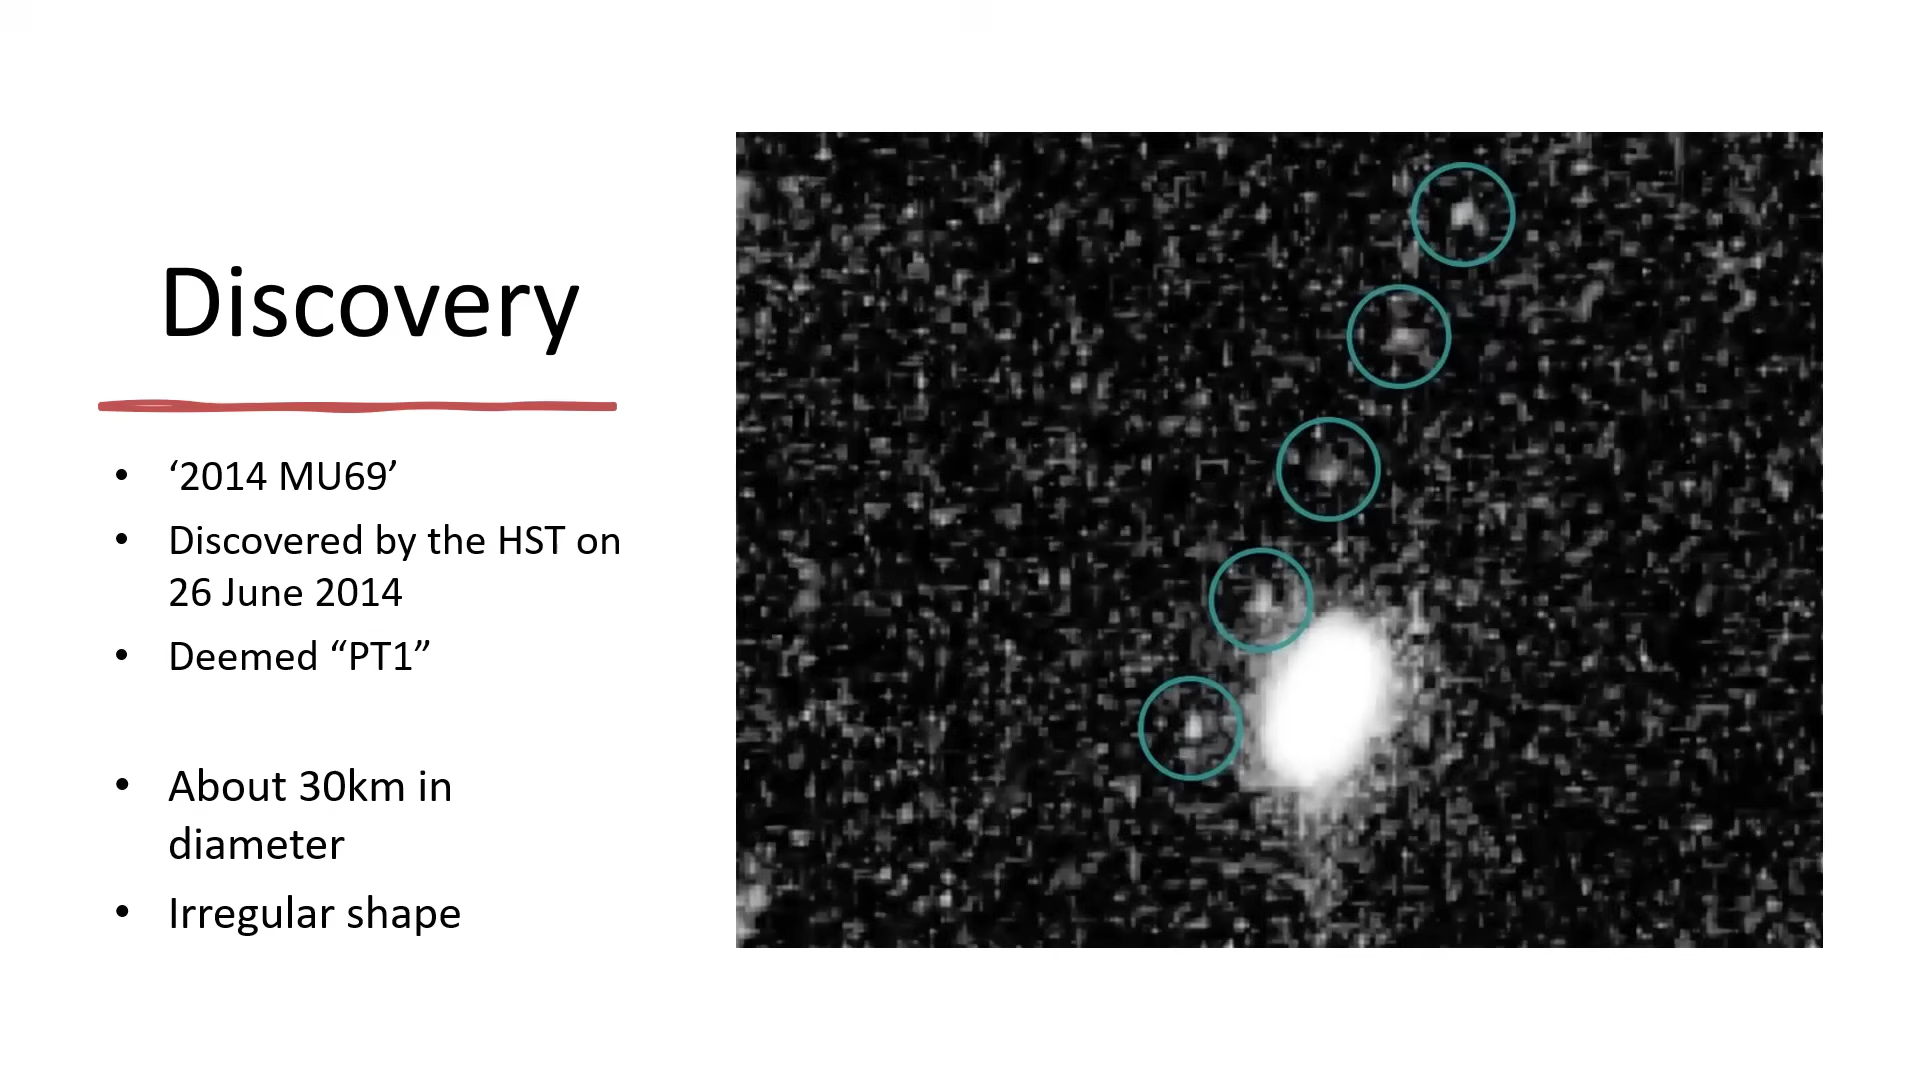 Discovery
• ‘2014 MU69’
• Discovered by the HST on
26 June 2014
• Deemed “PT1”
• About 30km in
diameter
• Irregular shape